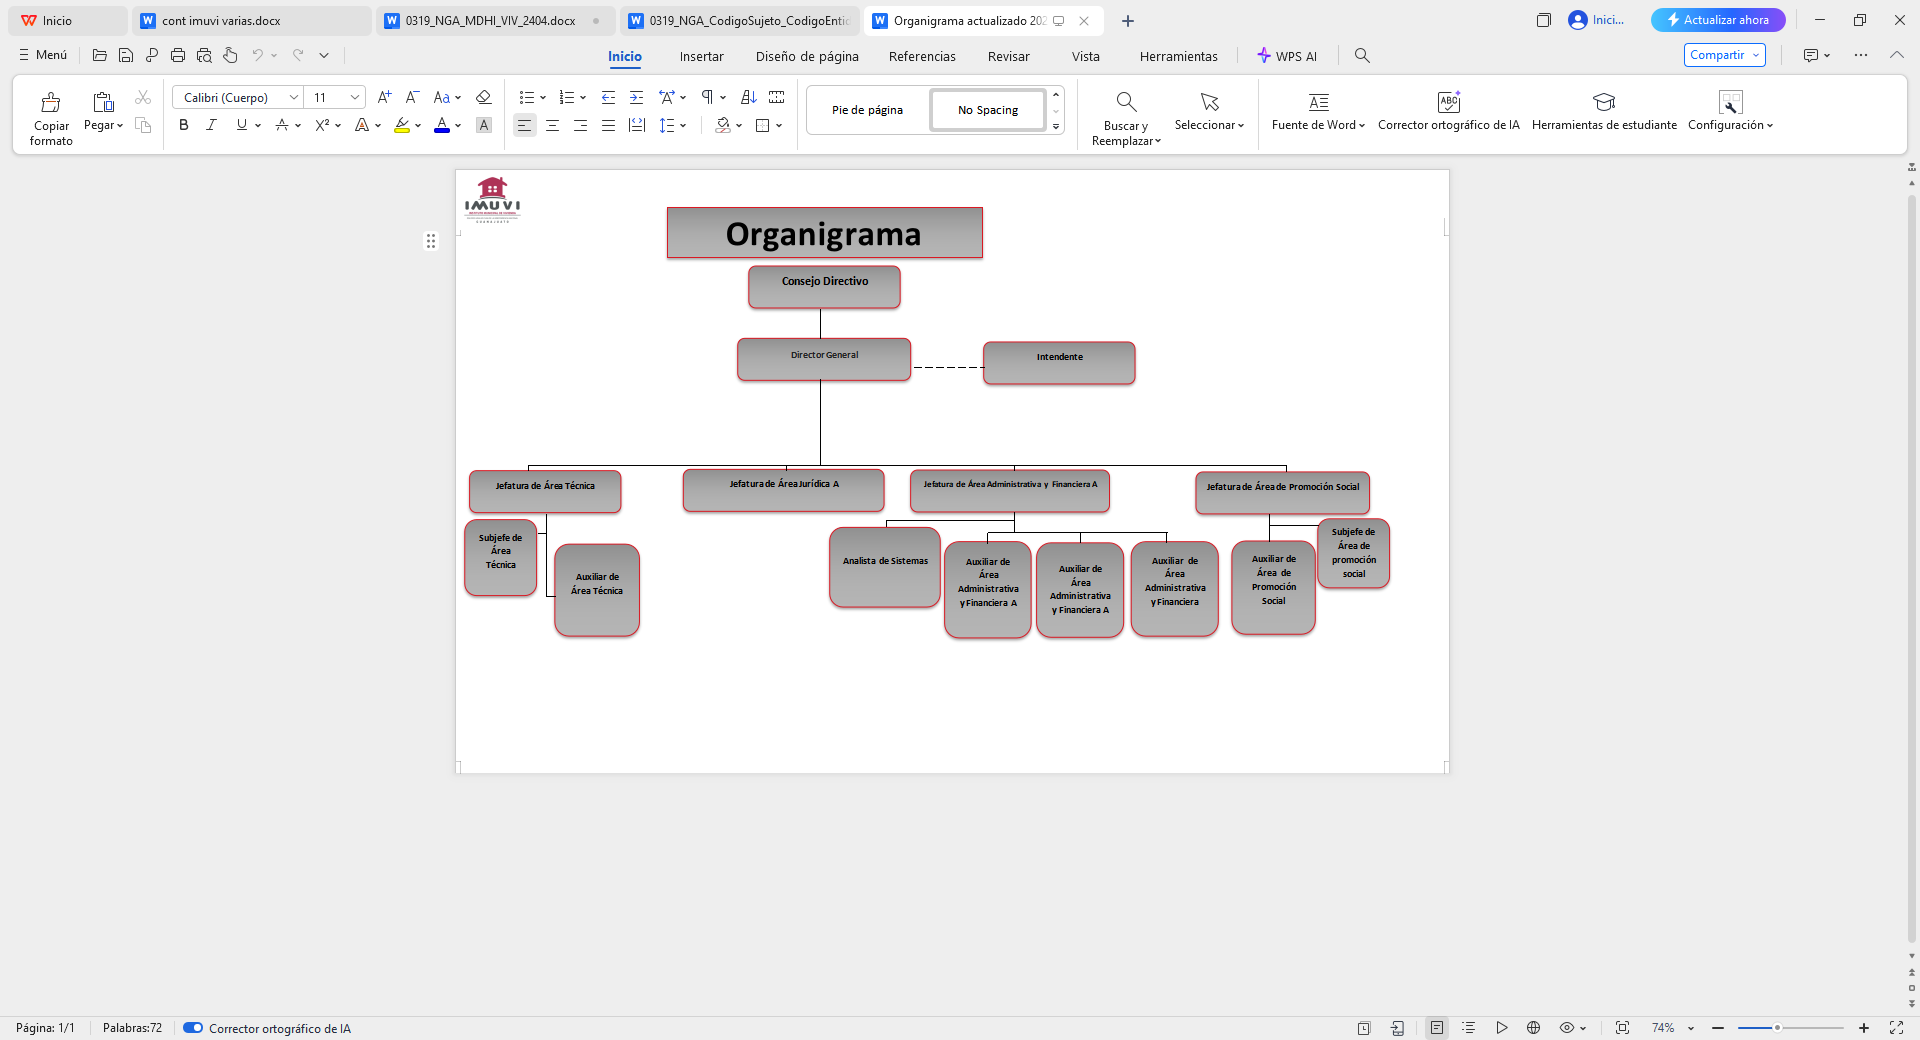 Inicio
cont imuvi varias.docx
0319_NGA_MDHI_VIV_2404.docx
0319_NGA_CodigoSujeto_CodigoEntid
Organigrama actualizado 202
Inici...
Actualizar ahora
Menú
Inicio
Insertar
Diseño de página
Referencias
Revisar
Vista
Herramientas
WPS AI
Compartir
Copiar
formato
Pegar
Calibri (Cuerpo)
11
Pie de página
No Spacing
Buscar y
Reemplazar
Seleccionar
Fuente de Word
Corrector ortográfico de IA
Herramientas de estudiante
Configuración
IMUVI
Organigrama
Consejo Directivo
Director General
Intendente
Jefatura de Área Técnica
Jefatura de Área Jurídica A
Jefatura de Área Administrativa y Financiera A
Jefatura de Área de Promoción Social
Subjefe de
Área
Técnica
Auxiliar de
Área Técnica
Analista de Sistemas
Auxiliar de
Área
Administrativa
y Financiera A
Auxiliar de
Área
Administrativa
y Financiera A
Auxiliar de
Área
Administrativa
y Financiera
Auxiliar de
Área de
Promoción
Social
Subjefe de
Área de
promoción
social
Página: 1/1
Palabras:72
Corrector ortográfico de IA
74%